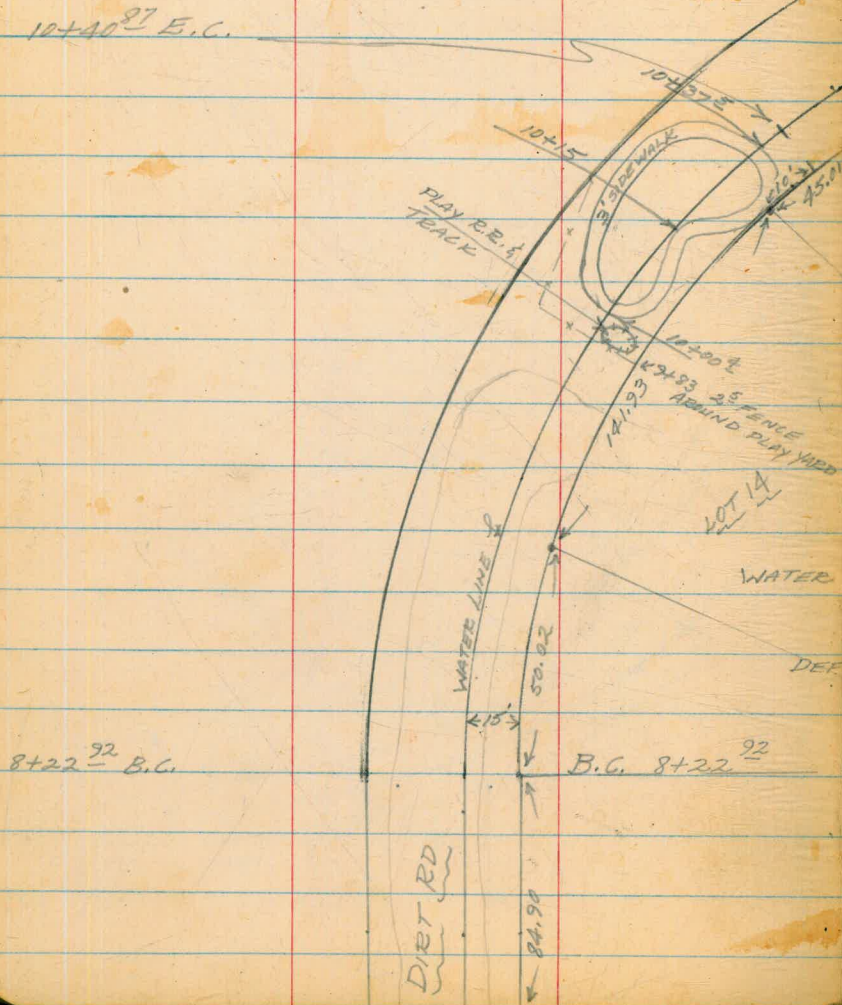 10+40 87 E.C.
10+37 5
10+15
3' SIDEWALK
10'
45.01
PLAY R.R. &
TRACK
10+00
9+83 2 5 FENCE
AROUND PLAY YARD
141.93
LOT 14
WATER
WATER LINE
50.02
DEF.
15'
8+22 92 B.C.
B.C. 8+22 92
DIRT RD
84.90